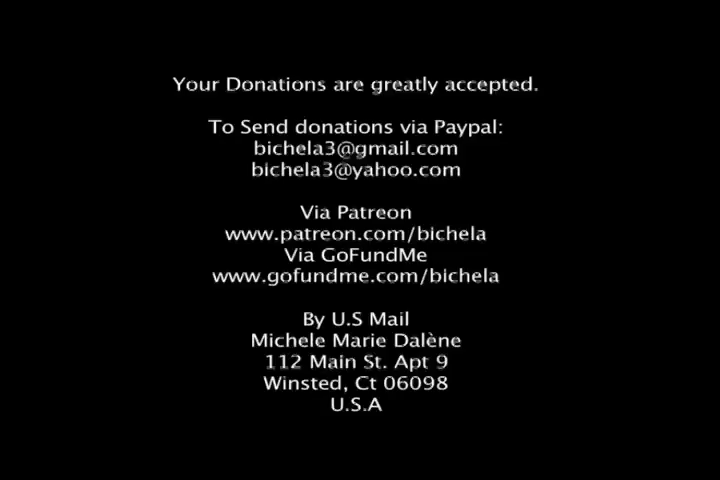 Your Donations are greatly accepted.
To Send donations via Paypal:
bichela3@gmail.com
bichela3@yahoo.com
Via Patreon
www.patreon.com/bichela
Via GoFundMe
www.gofundme.com/bichela
By U.S Mail
Michele Marie Dalène
112 Main St. Apt 9
Winsted, Ct 06098
U.S.A